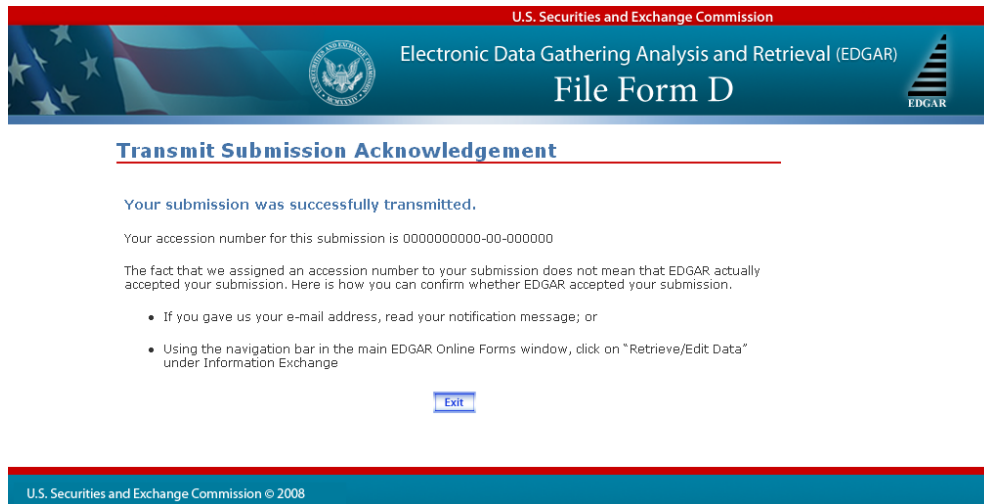 U.S. Securities and Exchange Commission
Electronic Data Gathering Analysis and Retrieval (EDGAR)
File Form D
EDGAR
Transmit Submission Acknowledgement
Your submission was successfully transmitted.
Your accession number for this submission is 0000000000-00-000000
The fact that we assigned an accession number to your submission does not mean that EDGAR actually
accepted your submission. Here is how you can confirm whether EDGAR accepted your submission.
• If you gave us your e-mail address, read your notification message; or
• Using the navigation bar in the main EDGAR Online Forms window, click on "Retrieve/Edit Data"
under Information Exchange
Exit
U.S. Securities and Exchange Commission © 2008